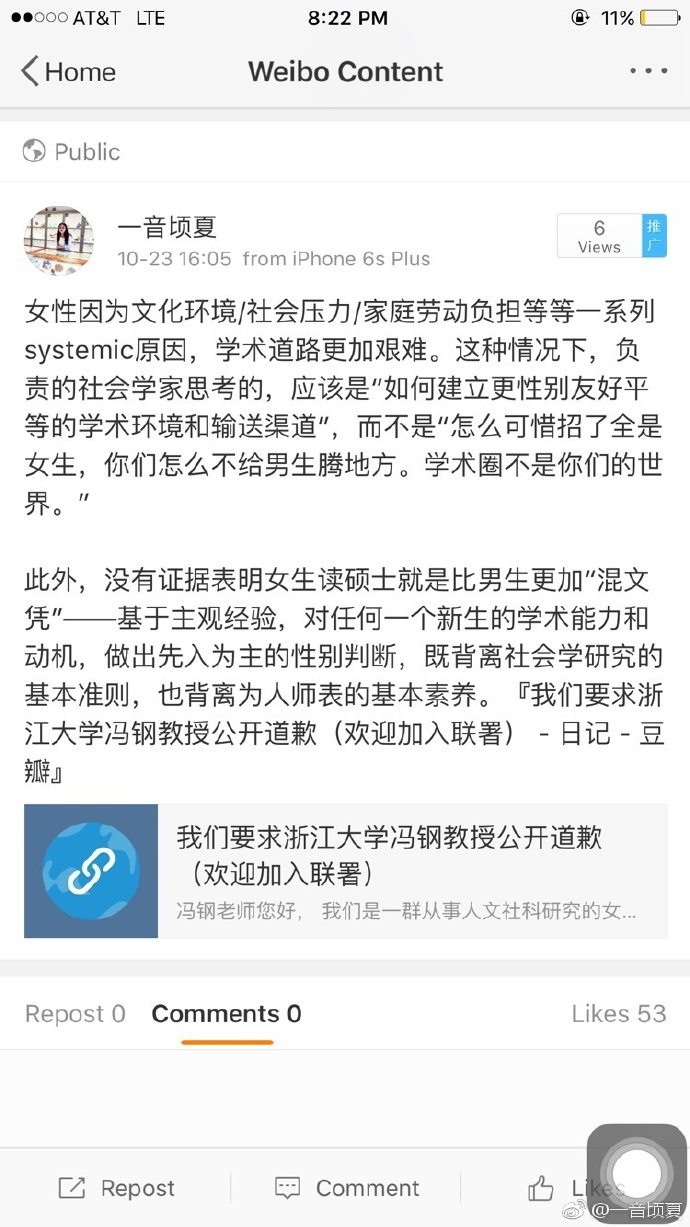 AT&T LTE 8:22 PM 11%
Home Weibo Content
Public
一音顷夏
10-23 16:05 from iPhone 6s Plus
6
Views
推广
女性因为文化环境/社会压力/家庭劳动负担等等一系列
systemic原因，学术道路更加艰难。这种情况下，负
责的社会学家思考的，应该是“如何建立更性别友好平
等的学术环境和输送渠道”，而不是“怎么可惜招了全是
女生，你们怎么不给男生腾地方。学术圈不是你们的世
界。”
此外，没有证据表明女生读硕士就是比男生更加“混文
凭”——基于主观经验，对任何一个新生的学术能力和
动机，做出先入为主的性别判断，既背离社会学研究的
基本准则，也背离为人师表的基本素养。『我们要求浙
江大学冯钢教授公开道歉（欢迎加入联署） - 日记 - 豆
瓣』
我们要求浙江大学冯钢教授公开道歉
（欢迎加入联署）
冯钢老师您好， 我们是一群从事人文社科研究的女...
Repost 0 Comments 0 Likes 53
Repost Comment Likes
@一音顷夏